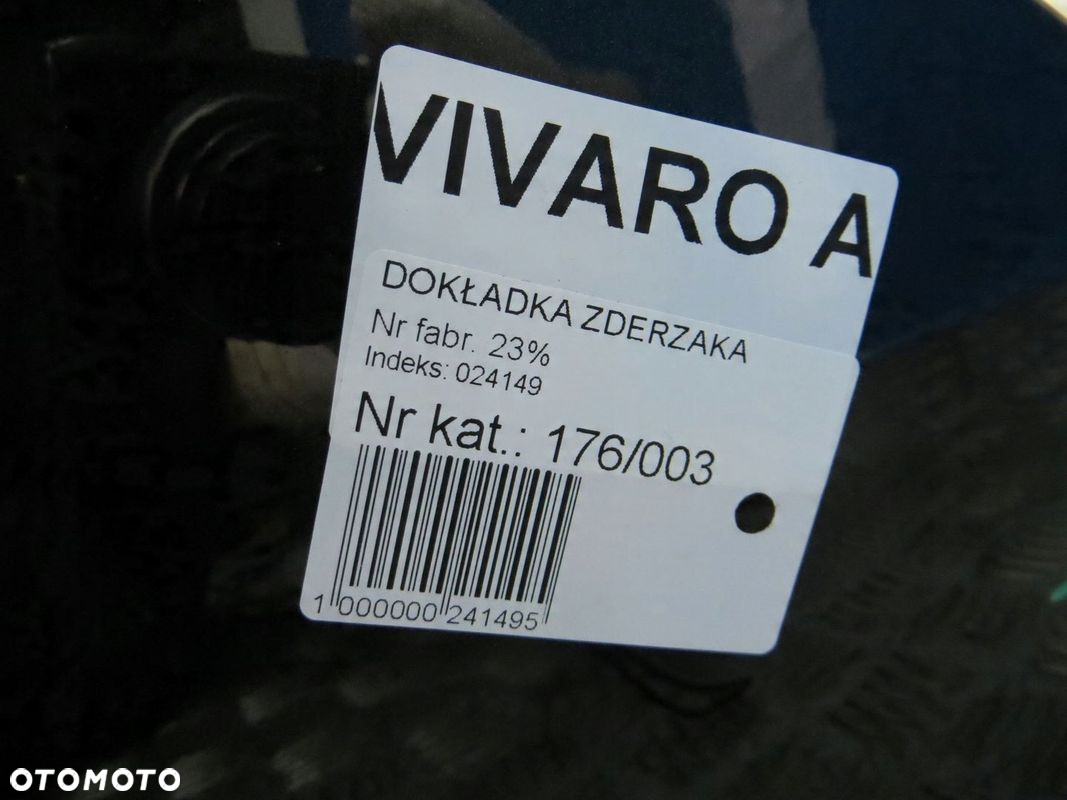 VIVARO A
DOKŁADKA ZDERZAKA
Nr fabr. 23%
Indeks: 024149
Nr kat.: 176/003
1 000000 241495
OTOMOTO